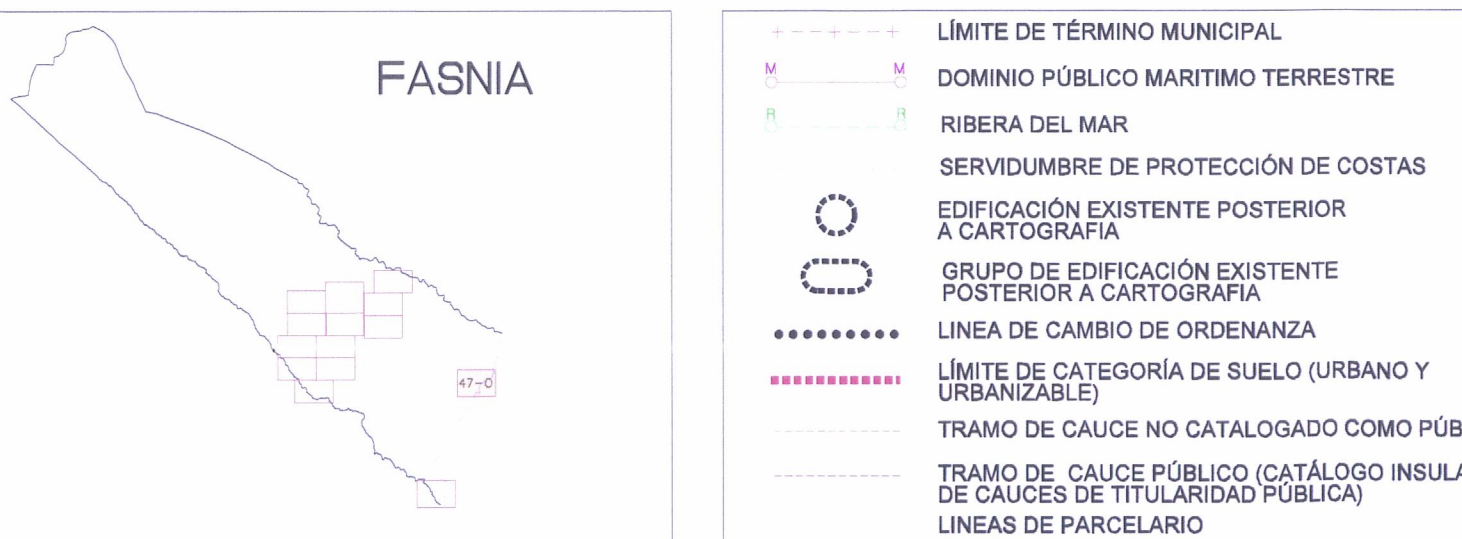 FASNIA
47-0
LÍMITE DE TÉRMINO MUNICIPAL
M M
DOMINIO PÚBLICO MARITIMO TERRESTRE
R R
RIBERA DEL MAR
SERVIDUMBRE DE PROTECCIÓN DE COSTAS
EDIFICACIÓN EXISTENTE POSTERIOR
A CARTOGRAFIA
GRUPO DE EDIFICACIÓN EXISTENTE
POSTERIOR A CARTOGRAFIA
LINEA DE CAMBIO DE ORDENANZA
LÍMITE DE CATEGORÍA DE SUELO (URBANO Y
URBANIZABLE)
TRAMO DE CAUCE NO CATALOGADO COMO PÚB
TRAMO DE CAUCE PÚBLICO (CATÁLOGO INSULA
DE CAUCES DE TITULARIDAD PÚBLICA)
LINEAS DE PARCELARIO